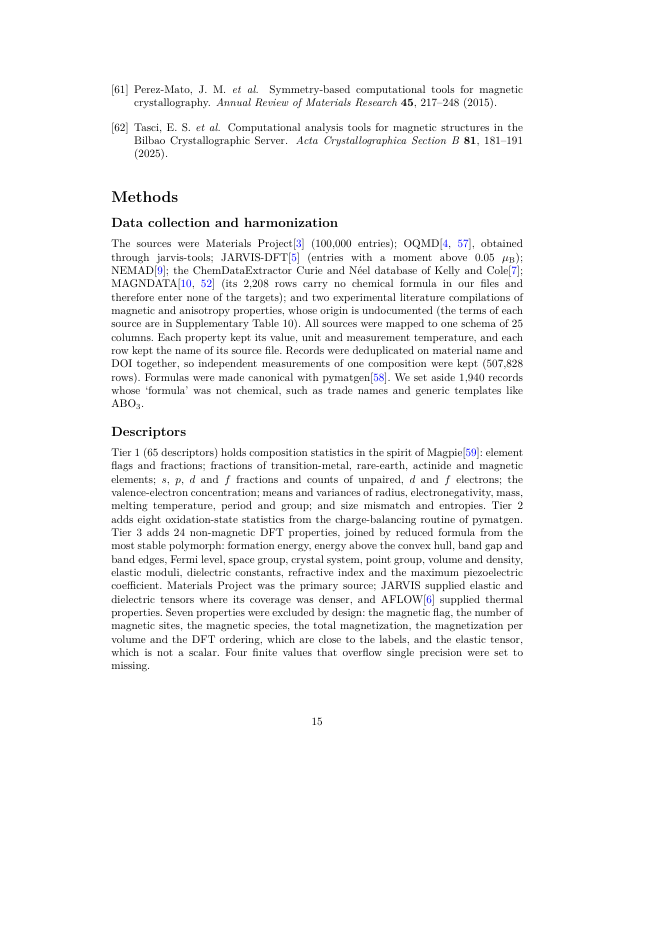 [61] Perez-Mato, J. M. et al. Symmetry-based computational tools for magnetic
crystallography. Annual Review of Materials Research 45, 217–248 (2015).
[62] Tasci, E. S. et al. Computational analysis tools for magnetic structures in the
Bilbao Crystallographic Server. Acta Crystallographica Section B 81, 181–191
(2025).
Methods
Data collection and harmonization
The sources were Materials Project[3] (100,000 entries); OQMD[4, 57], obtained
through jarvis-tools; JARVIS-DFT[5] (entries with a moment above 0.05 μB);
NEMAD[9]; the ChemDataExtractor Curie and Néel database of Kelly and Cole[7];
MAGNDATA[10, 52] (its 2,208 rows carry no chemical formula in our files and
therefore enter none of the targets); and two experimental literature compilations of
magnetic and anisotropy properties, whose origin is undocumented (the terms of each
source are in Supplementary Table 10). All sources were mapped to one schema of 25
columns. Each property kept its value, unit and measurement temperature, and each
row kept the name of its source file. Records were deduplicated on material name and
DOI together, so independent measurements of one composition were kept (507,828
rows). Formulas were made canonical with pymatgen[58]. We set aside 1,940 records
whose ‘formula’ was not chemical, such as trade names and generic templates like
ABO3.
Descriptors
Tier 1 (65 descriptors) holds composition statistics in the spirit of Magpie[59]: element
flags and fractions; fractions of transition-metal, rare-earth, actinide and magnetic
elements; s, p, d and f fractions and counts of unpaired, d and f electrons; the
valence-electron concentration; means and variances of radius, electronegativity, mass,
melting temperature, period and group; and size mismatch and entropies. Tier 2
adds eight oxidation-state statistics from the charge-balancing routine of pymatgen.
Tier 3 adds 24 non-magnetic DFT properties, joined by reduced formula from the
most stable polymorph: formation energy, energy above the convex hull, band gap and
band edges, Fermi level, space group, crystal system, point group, volume and density,
elastic moduli, dielectric constants, refractive index and the maximum piezoelectric
coefficient. Materials Project was the primary source; JARVIS supplied elastic and
dielectric tensors where its coverage was denser, and AFLOW[6] supplied thermal
properties. Seven properties were excluded by design: the magnetic flag, the number of
magnetic sites, the magnetic species, the total magnetization, the magnetization per
volume and the DFT ordering, which are close to the labels, and the elastic tensor,
which is not a scalar. Four finite values that overflow single precision were set to
missing.
15